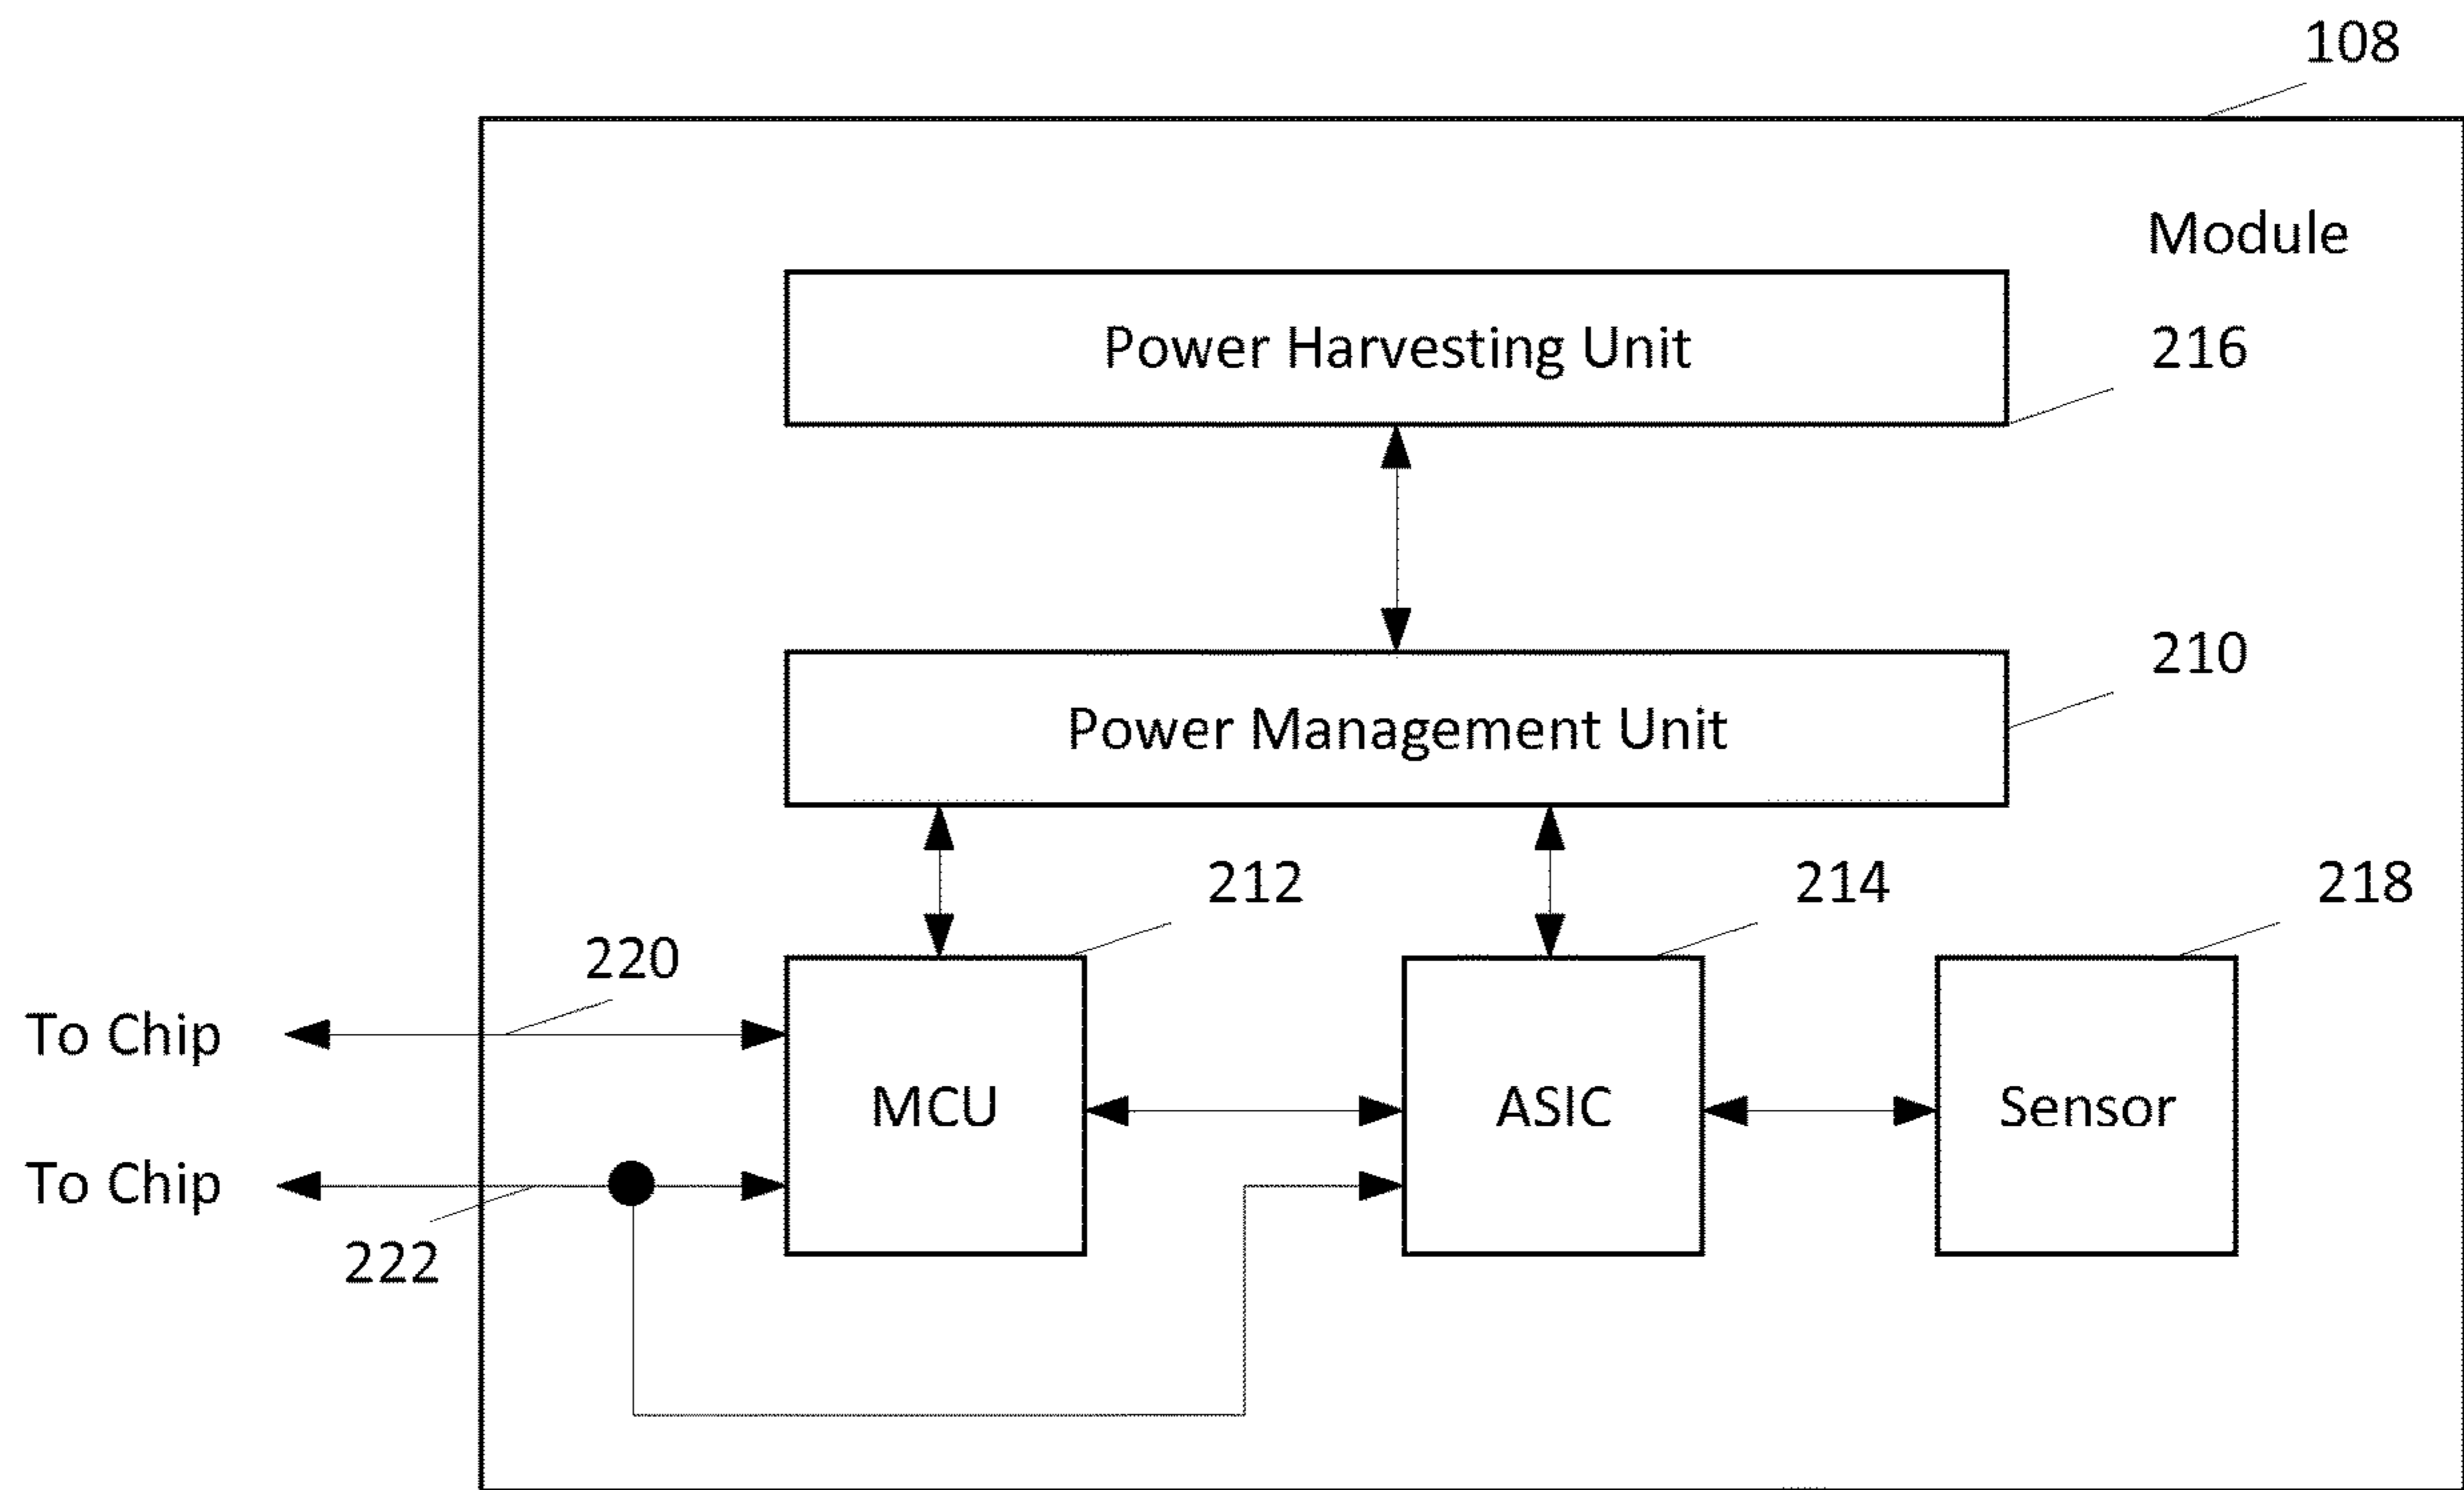 108
Module
Power Harvesting Unit
216
210
Power Management Unit
212
214
218
220
To Chip
MCU
ASIC
Sensor
To Chip
222